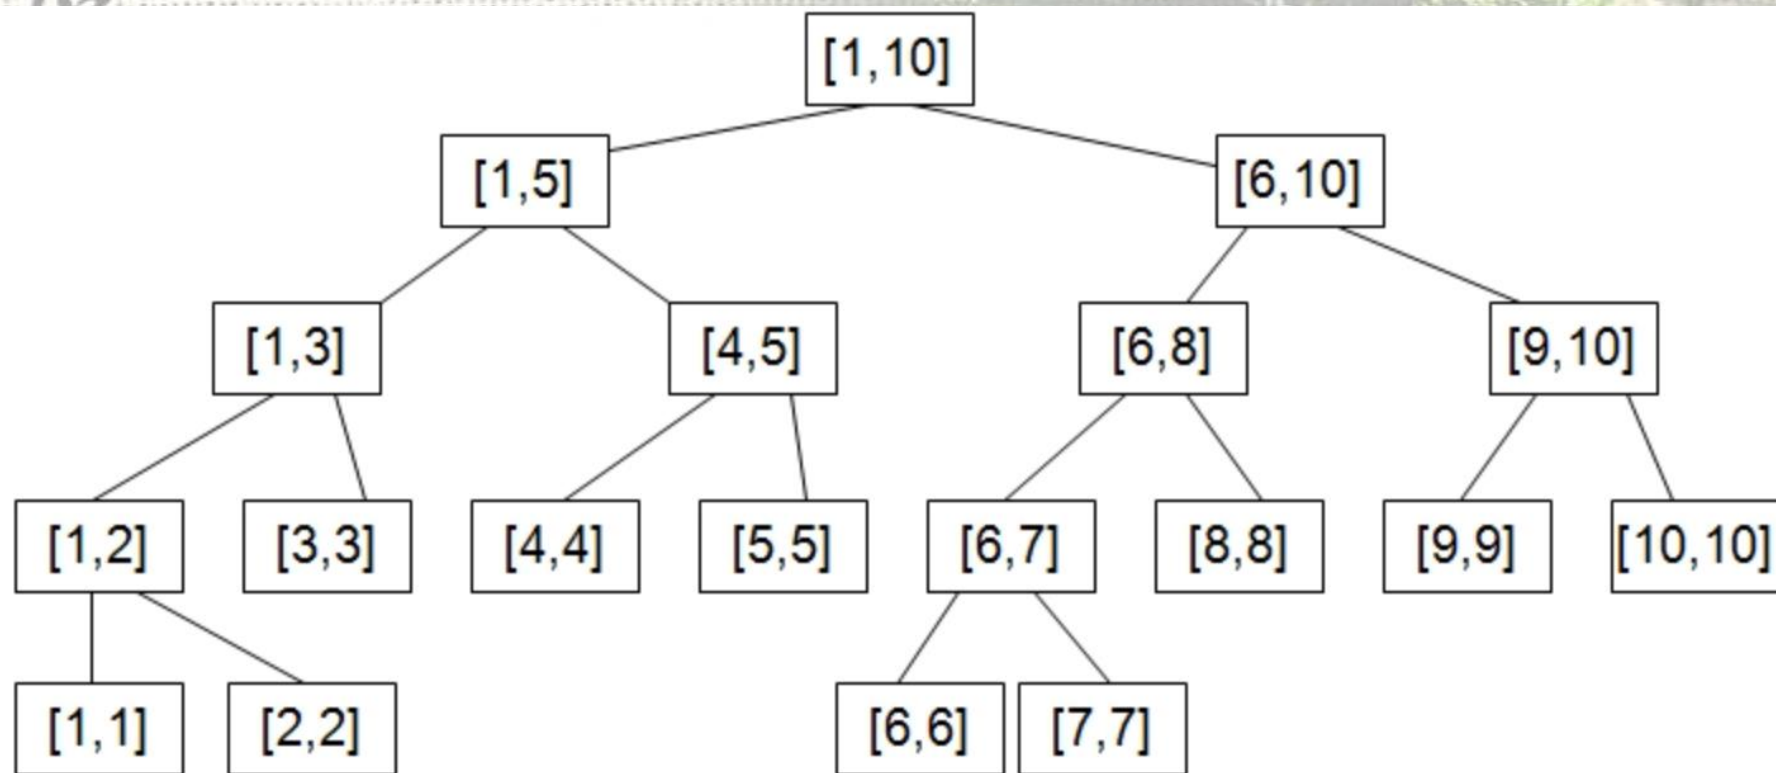 [1,10]
[1,5] [6,10]
[1,3] [4,5] [6,8] [9,10]
[1,2] [3,3] [4,4] [5,5] [6,7] [8,8] [9,9] [10,10]
[1,1] [2,2] [6,6] [7,7]